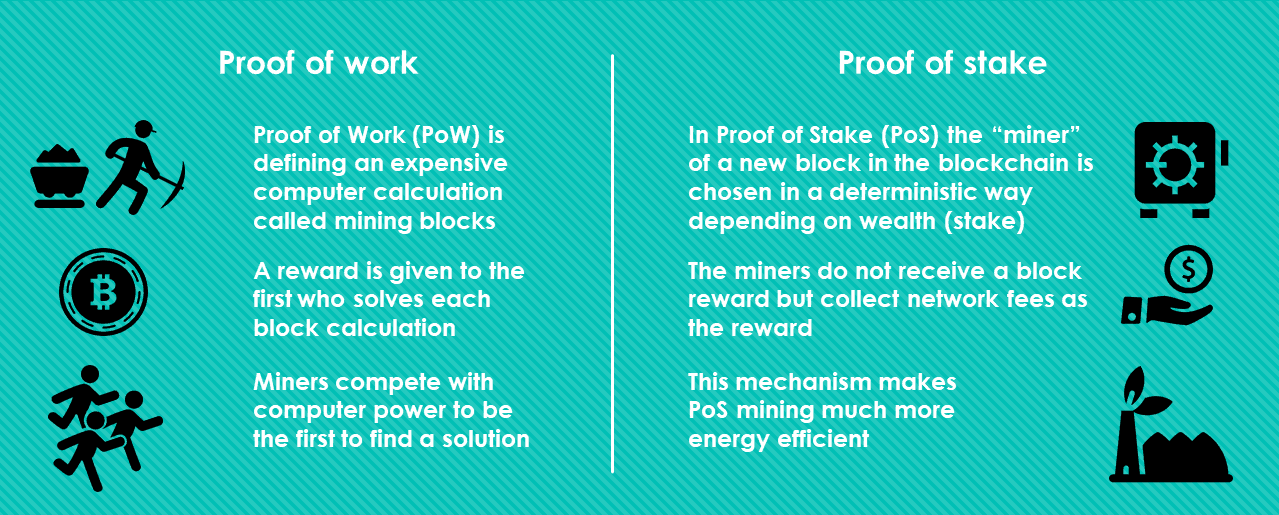 Proof of work
Proof of Work (PoW) is
defining an expensive
computer calculation
called mining blocks
A reward is given to the
first who solves each
block calculation
Miners compete with
computer power to be
the first to find a solution
Proof of stake
In Proof of Stake (PoS) the “miner”
of a new block in the blockchain is
chosen in a deterministic way
depending on wealth (stake)
The miners do not receive a block
reward but collect network fees as
the reward
This mechanism makes
PoS mining much more
energy efficient